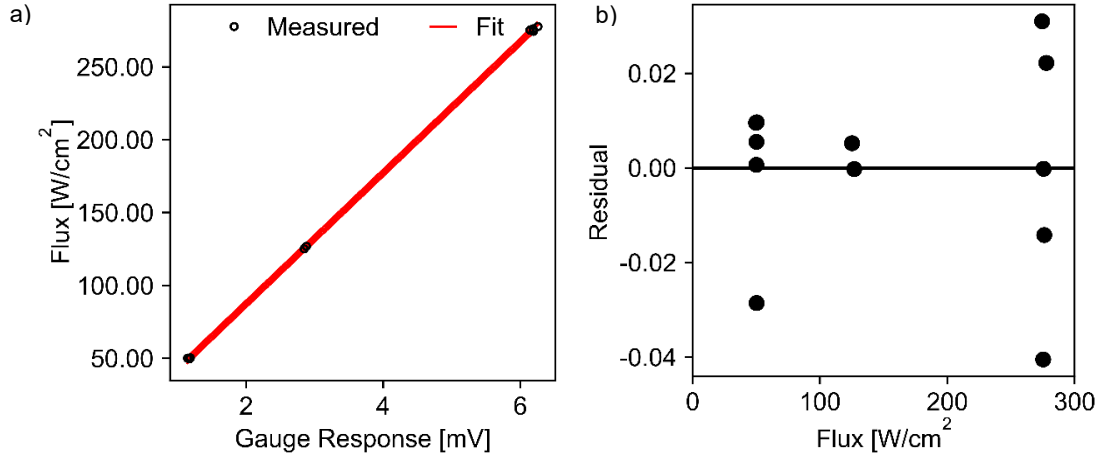 a)
Measured
Fit
Flux [W/cm²]
250.00
200.00
150.00
100.00
50.00
2
4
6
Gauge Response [mV]
b)
Residual
0.02
0.00
-0.02
-0.04
0
100
200
300
Flux [W/cm²]